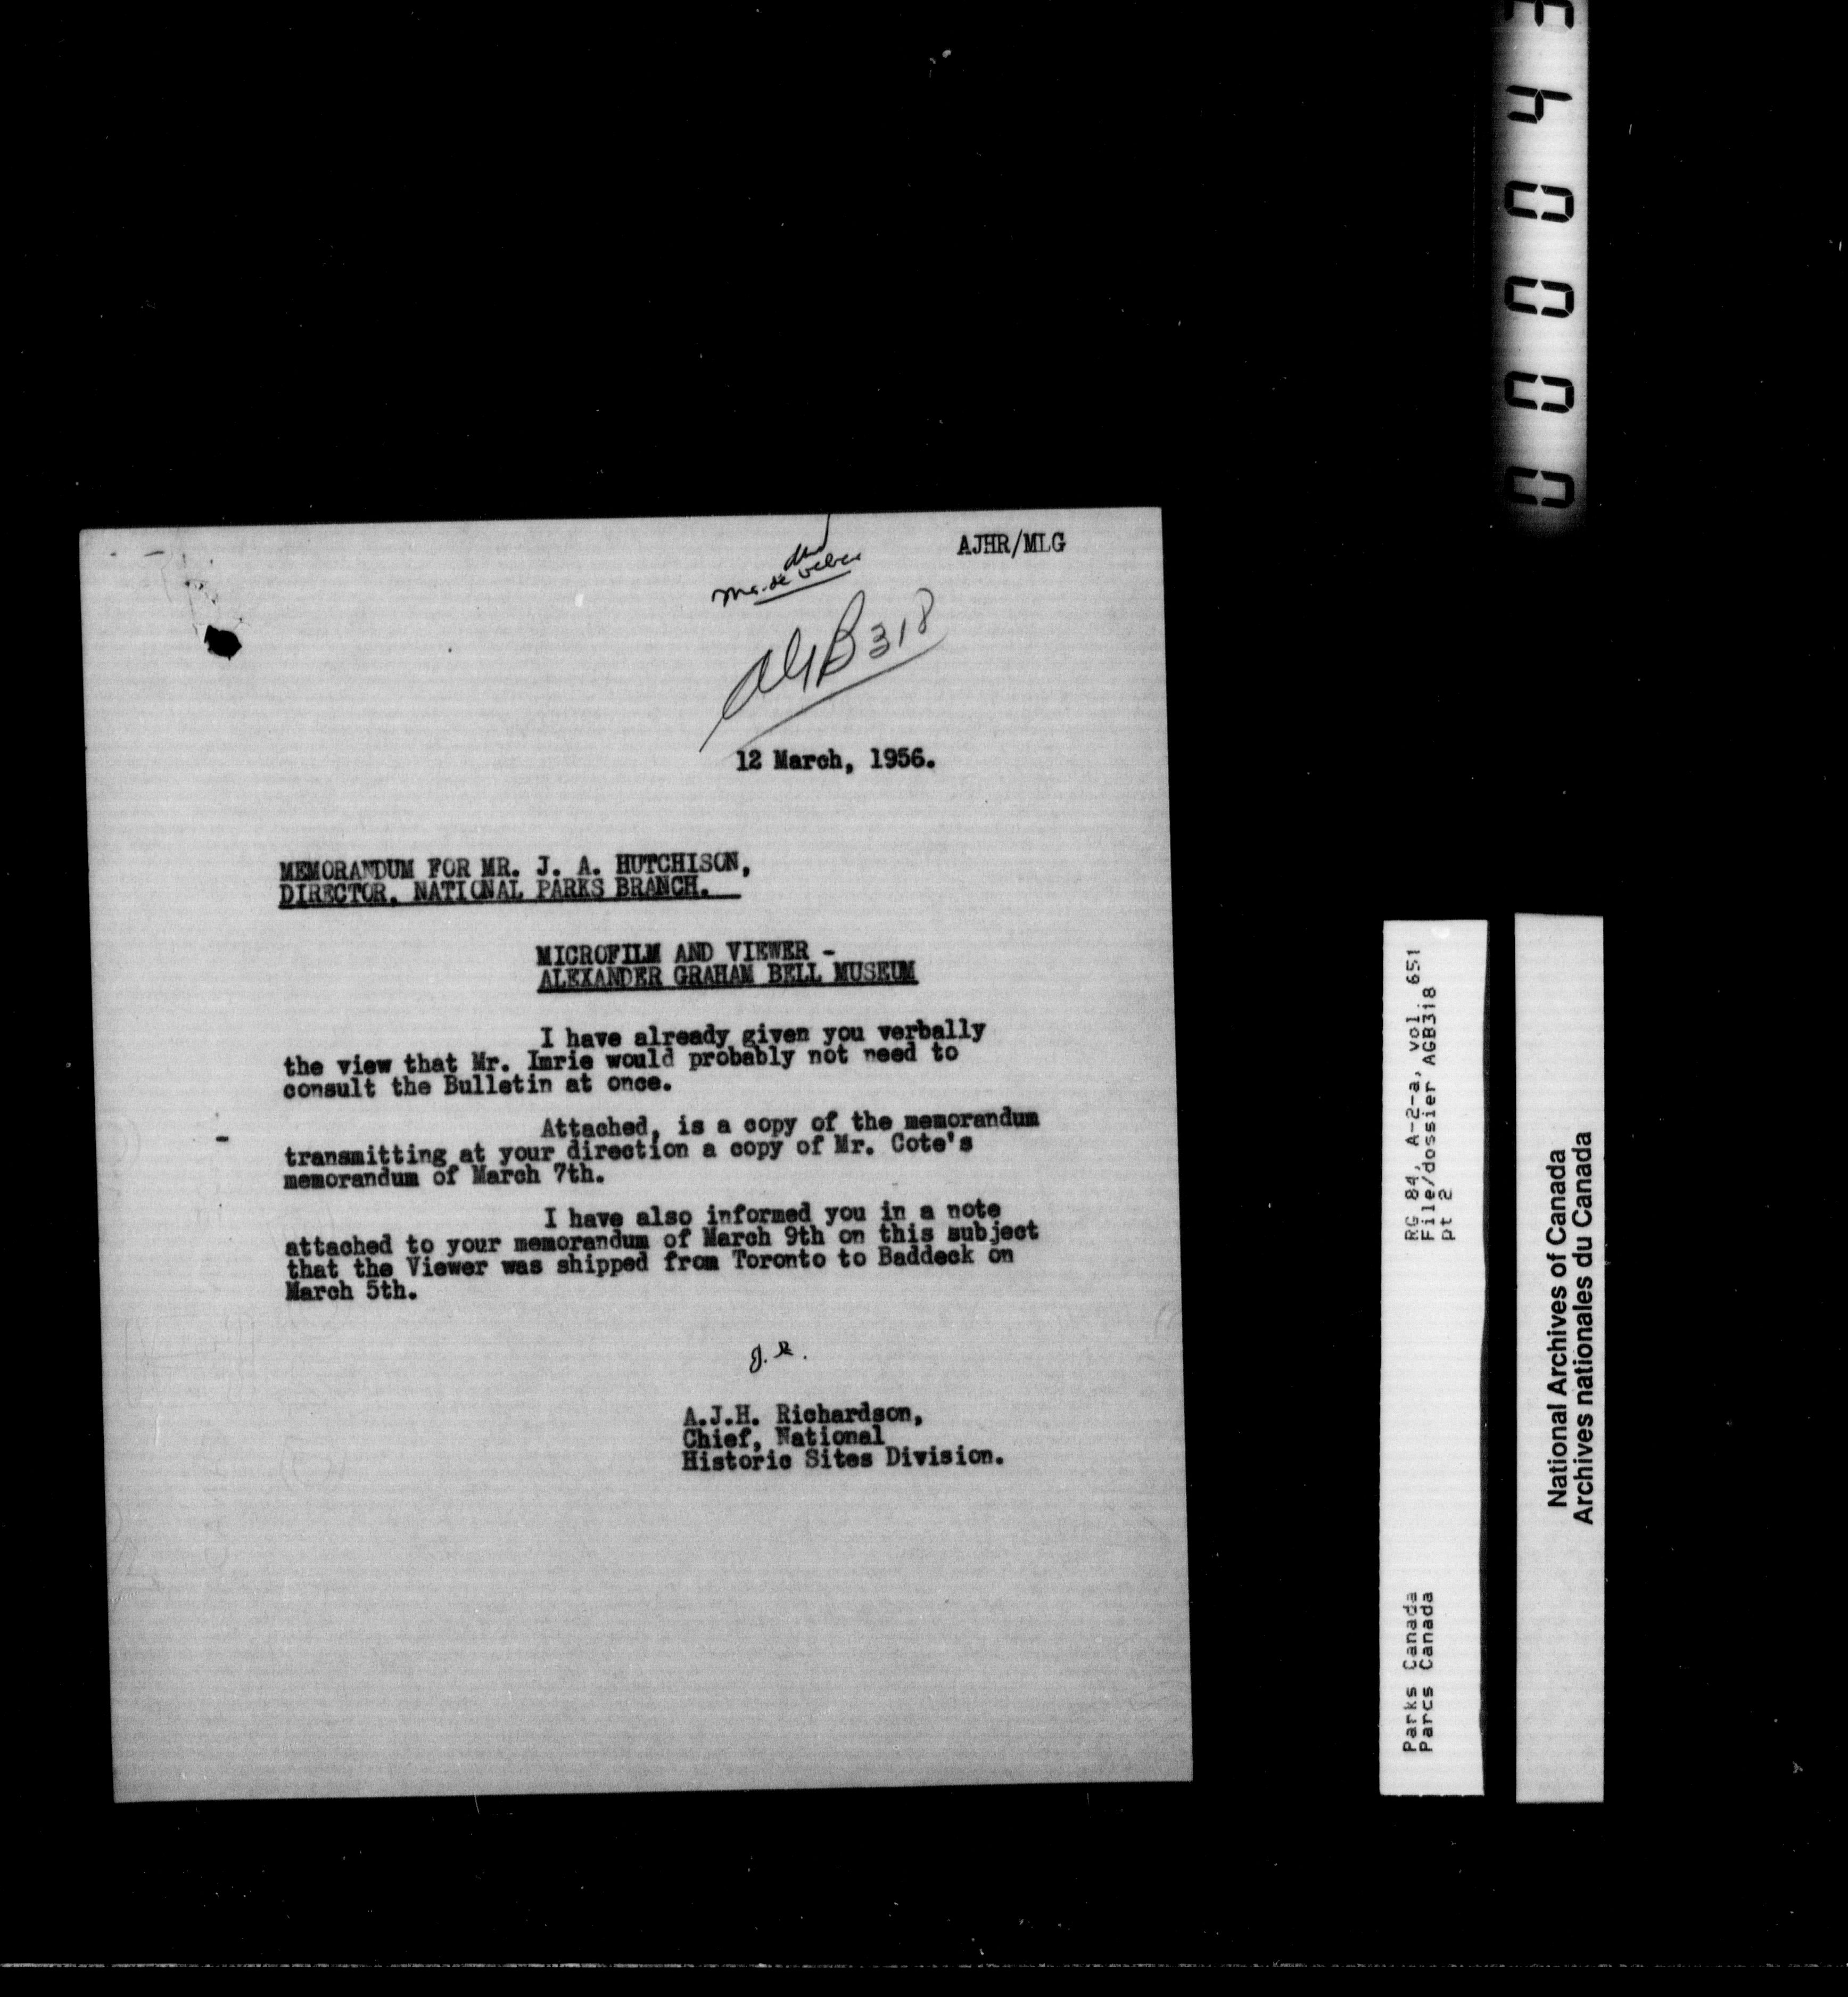 AJHR/MLG
AGB 318
12 March, 1956.
MEMORANDUM FOR MR. J. A. HUTCHISON,
DIRECTOR, NATIONAL PARKS BRANCH.
MICROFILM AND VIEWER -
ALEXANDER GRAHAM BELL MUSEUM
I have already given you verbally
the view that Mr. Imrie would probably not need to
consult the Bulletin at once.
Attached, is a copy of the memorandum
transmitting at your direction a copy of Mr. Cote's
memorandum of March 7th.
I have also informed you in a note
attached to your memorandum of March 9th on this subject
that the Viewer was shipped from Toronto to Baddeck on
March 5th.
J.R.
A.J.H. Richardson,
Chief, National
Historic Sites Division.
RG 84, A-2-a, vol. 651
File/dossier AGB318
pt 2
Parks Canada
Parcs Canada
National Archives of Canada
Archives nationales du Canada